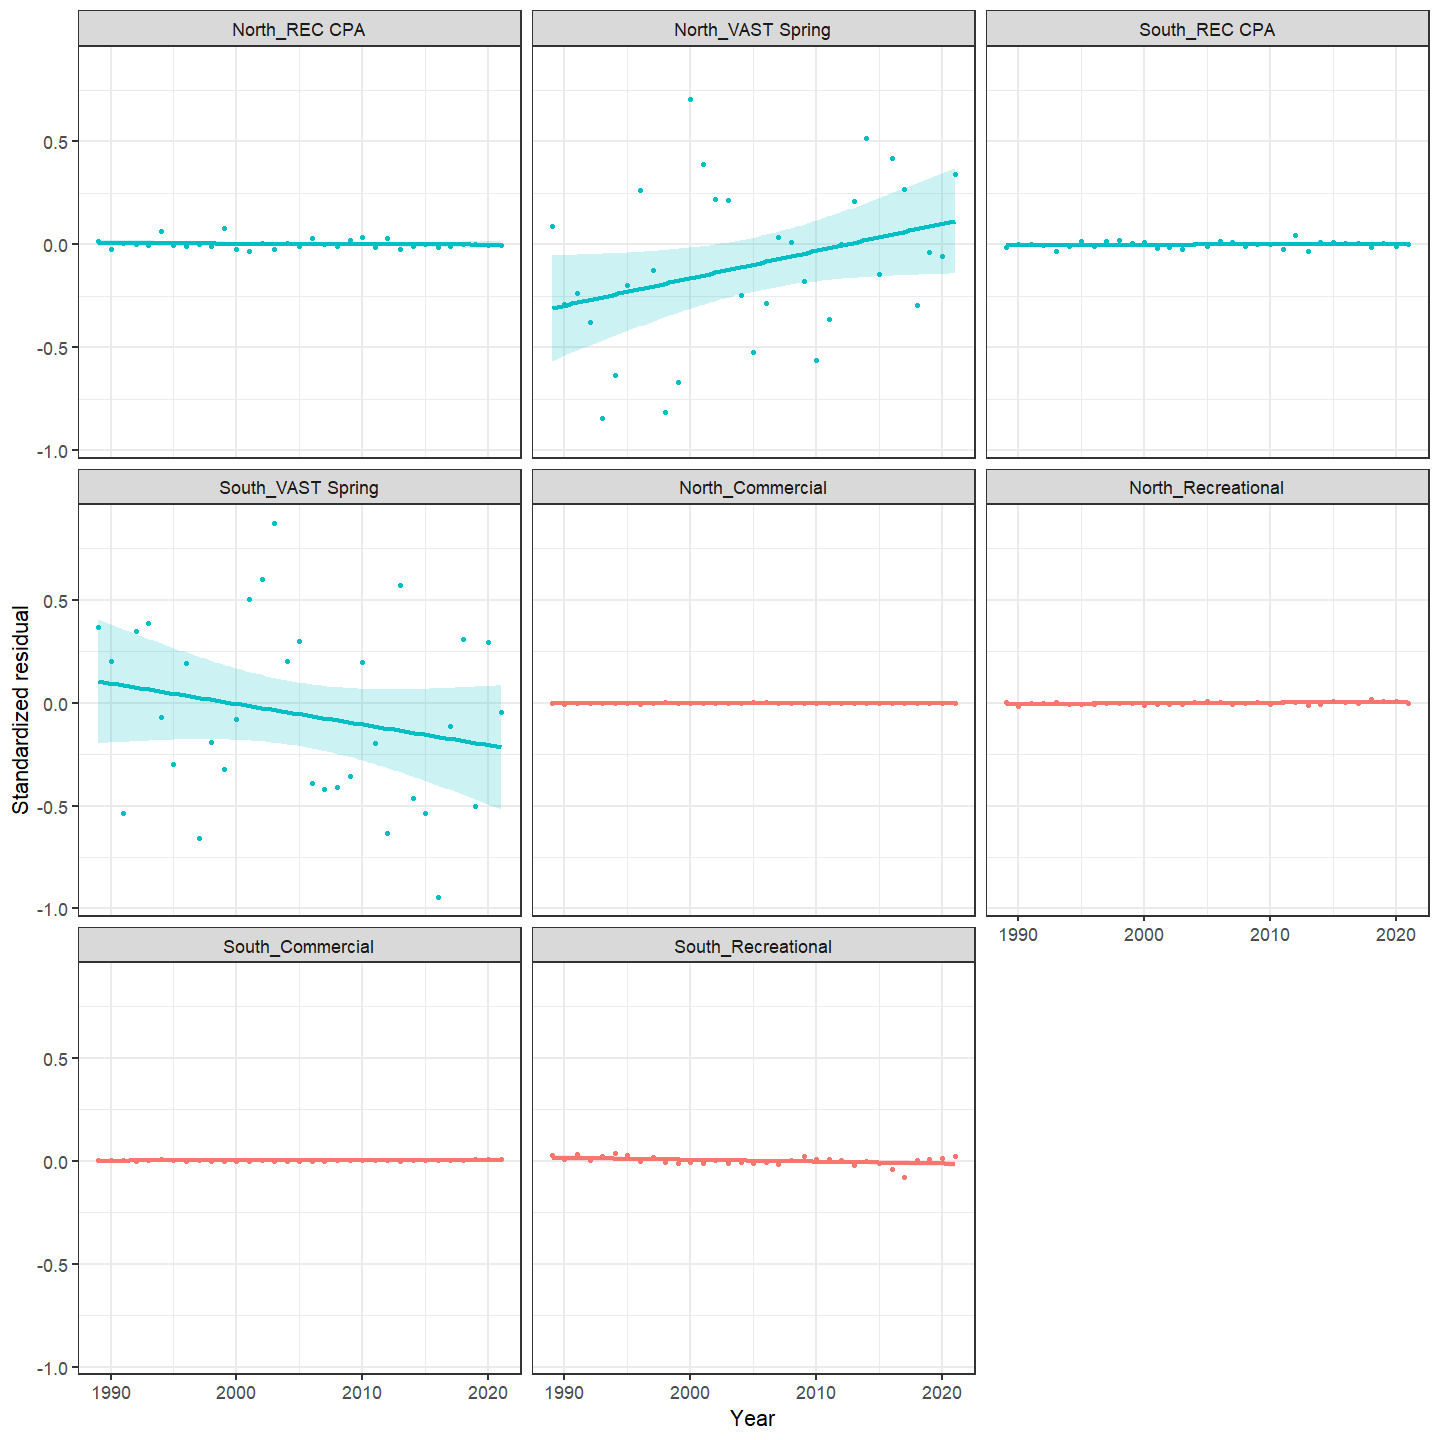 North_REC CPA
North_VAST Spring
South_REC CPA
0.5
0.0
-0.5
-1.0
South_VAST Spring
North_Commercial
North_Recreational
0.5
0.0
-0.5
-1.0
1990 2000 2010 2020
South_Commercial
South_Recreational
0.5
0.0
-0.5
-1.0
1990 2000 2010 2020
1990 2000 2010 2020
Year
Standardized residual